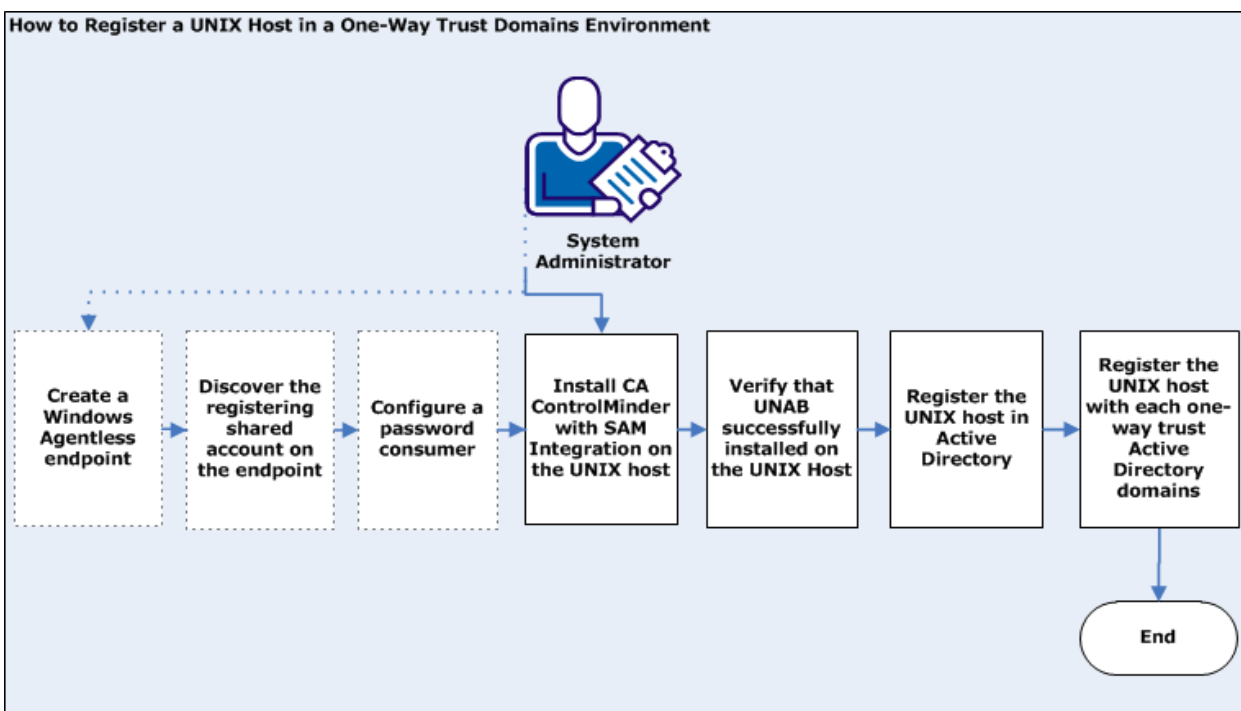 How to Register a UNIX Host in a One-Way Trust Domains Environment
System
Administrator
Create a
Windows
Agentless
endpoint
Discover the
registering
shared
account on
the endpoint
Configure a
password
consumer
Install CA
ControlMinder
with SAM
Integration on
the UNIX host
Verify that
UNAB
successfully
installed on
the UNIX Host
Register the
UNIX host in
Active
Directory
Register the
UNIX host
with each one-
way trust
Active
Directory
domains
End